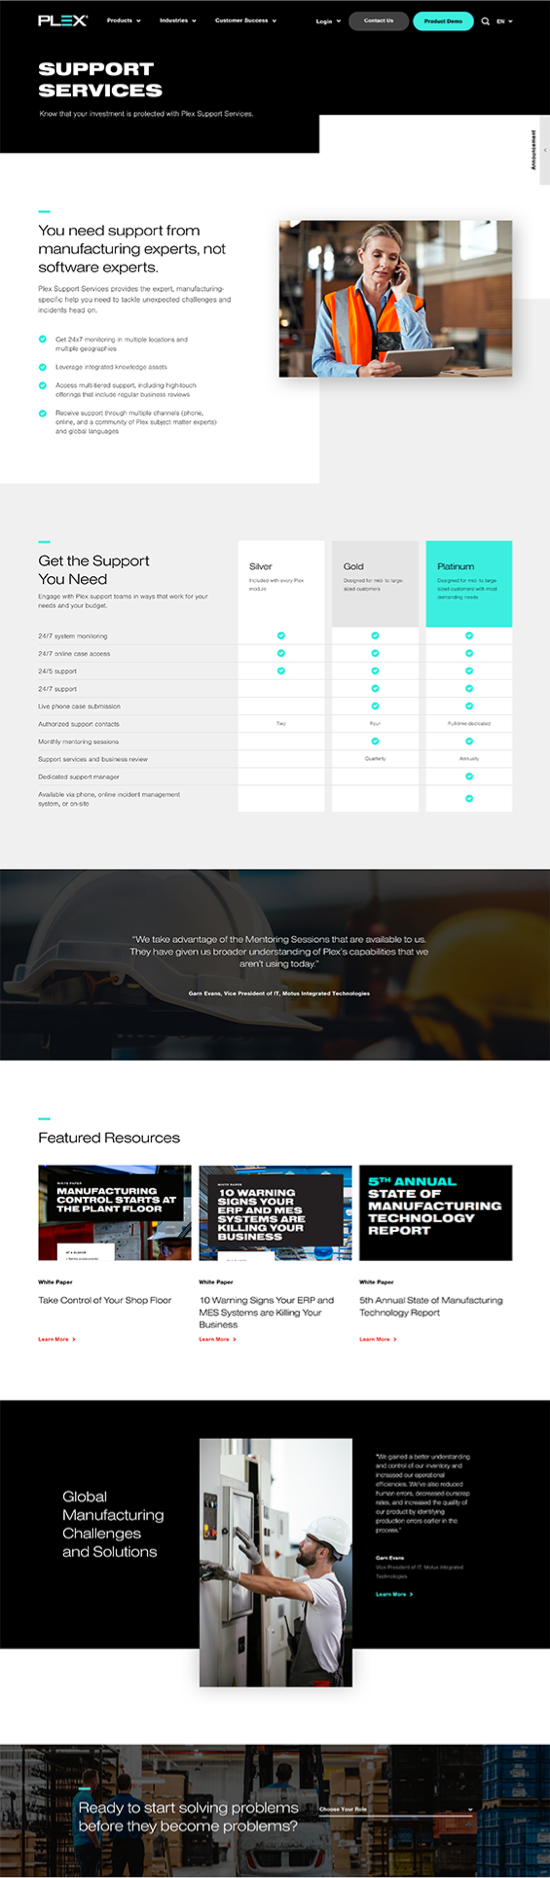 PLEX
Products
Industries
Customer Success
Login
Contact Us
Product Demo
EN
SUPPORT
SERVICES
Know that your investment is protected with Plex Support Services.
Announcement
You need support from
manufacturing experts, not
software experts.
Plex Support Services provides the expert, manufacturing-
specific help you need to tackle unexpected challenges and
incidents head on.
Get 24x7 monitoring in multiple locations and
multiple geographies
Leverage integrated knowledge assets
Access multi-tiered support, including high-touch
offerings that include regular business reviews
Receive support through multiple channels (phone,
online, and a community of Plex subject matter experts)
and global languages
Get the Support
You Need
Engage with Plex support teams in ways that work for your
needs and your budget.
Silver
Included with every Plex
module
Gold
Designed for mid- to large-
sized customers
Platinum
Designed for mid- to large-
sized customers with most
demanding needs
24/7 system monitoring
24/7 online case access
24/5 support
24/7 support
Live phone case submission
Authorized support contacts
Two
Four
Full-time dedicated
Monthly mentoring sessions
Support services and business review
Quarterly
Annually
Dedicated support manager
Available via phone, online incident management
system, or on-site
"We take advantage of the Mentoring Sessions that are available to us.
They have given us broader understanding of Plex's capabilities that we
aren't using today."
Garn Evans, Vice President of IT, Motus Integrated Technologies
Featured Resources
WHITE PAPER
MANUFACTURING
CONTROL STARTS AT
THE PLANT FLOOR
AT A GLANCE
WHITE PAPER
10 WARNING
SIGNS YOUR
ERP AND MES
SYSTEMS ARE
KILLING YOUR
BUSINESS
5TH ANNUAL
STATE OF
MANUFACTURING
TECHNOLOGY
REPORT
White Paper
Take Control of Your Shop Floor
Learn More
White Paper
10 Warning Signs Your ERP and
MES Systems are Killing Your
Business
Learn More
White Paper
5th Annual State of Manufacturing
Technology Report
Learn More
Global
Manufacturing
Challenges
and Solutions
"We gained a better understanding
and control of our inventory and
increased our operational
efficiencies. We've also reduced
human errors, decreased our scrap
rates, and increased the quality of
our product by identifying
production errors earlier in the
process."
Garn Evans
Vice President of IT, Motus Integrated
Technologies
Learn More
Ready to start solving problems
before they become problems?
Choose Your Role